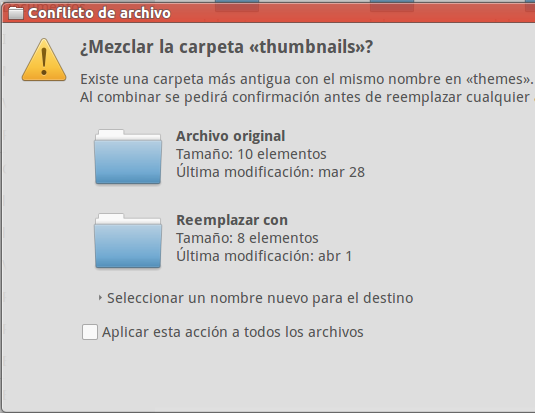 Conflicto de archivo
¿Mezclar la carpeta «thumbnails»?
Existe una carpeta más antigua con el mismo nombre en «themes».
Al combinar se pedirá confirmación antes de reemplazar cualquier
Archivo original
Tamaño: 10 elementos
Última modificación: mar 28
Reemplazar con
Tamaño: 8 elementos
Última modificación: abr 1
Seleccionar un nombre nuevo para el destino
Aplicar esta acción a todos los archivos